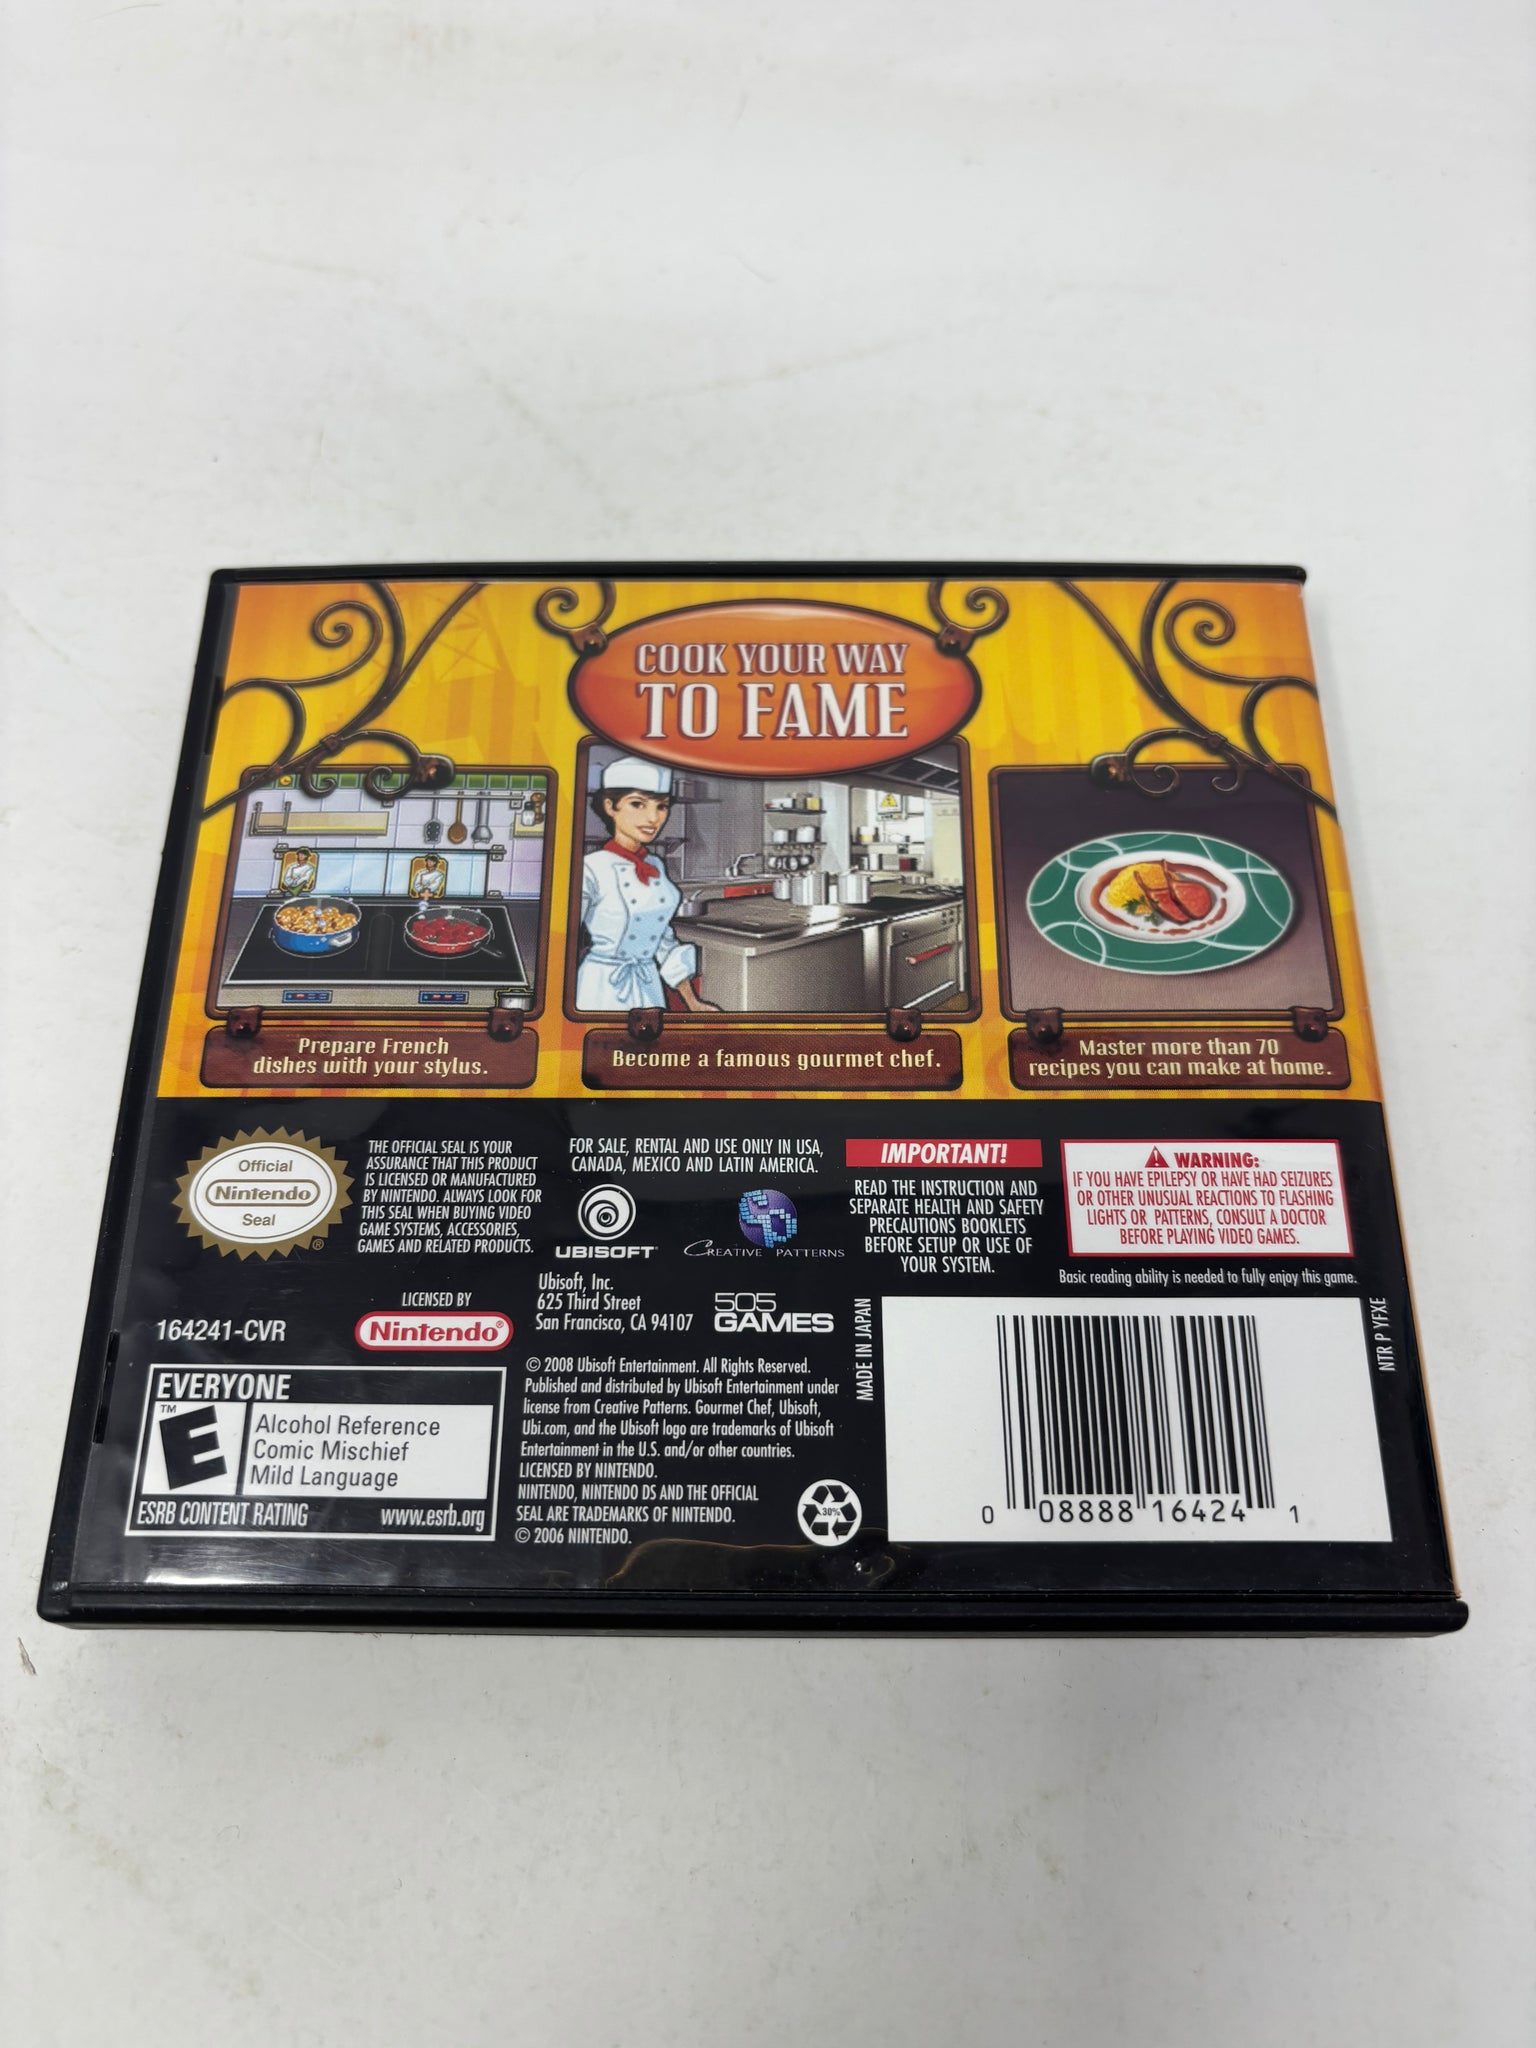 COOK YOUR WAY
TO FAME
Prepare French
dishes with your stylus.
Become a famous gourmet chef.
Master more than 70
recipes you can make at home.
Official
Nintendo
Seal
®
THE OFFICIAL SEAL IS YOUR
ASSURANCE THAT THIS PRODUCT
IS LICENSED OR MANUFACTURED
BY NINTENDO. ALWAYS LOOK FOR
THIS SEAL WHEN BUYING VIDEO
GAME SYSTEMS, ACCESSORIES,
GAMES AND RELATED PRODUCTS.
FOR SALE, RENTAL AND USE ONLY IN USA,
CANADA, MEXICO AND LATIN AMERICA.
UBISOFT
CREATIVE PATTERNS
Ubisoft, Inc.
625 Third Street
San Francisco, CA 94107
505
GAMES
IMPORTANT!
READ THE INSTRUCTION AND
SEPARATE HEALTH AND SAFETY
PRECAUTIONS BOOKLETS
BEFORE SETUP OR USE OF
YOUR SYSTEM.
WARNING:
IF YOU HAVE EPILEPSY OR HAVE HAD SEIZURES
OR OTHER UNUSUAL REACTIONS TO FLASHING
LIGHTS OR PATTERNS, CONSULT A DOCTOR
BEFORE PLAYING VIDEO GAMES.
Basic reading ability is needed to fully enjoy this game.
164241-CVR
LICENSED BY
Nintendo®
EVERYONE
E
TM
Alcohol Reference
Comic Mischief
Mild Language
ESRB CONTENT RATING www.esrb.org
© 2008 Ubisoft Entertainment. All Rights Reserved.
Published and distributed by Ubisoft Entertainment under
license from Creative Patterns. Gourmet Chef, Ubisoft,
Ubi.com, and the Ubisoft logo are trademarks of Ubisoft
Entertainment in the U.S. and/or other countries.
LICENSED BY NINTENDO.
NINTENDO, NINTENDO DS AND THE OFFICIAL
SEAL ARE TRADEMARKS OF NINTENDO.
© 2006 NINTENDO.
30%
MADE IN JAPAN
0 08888 16424 1
NTR P YFXE